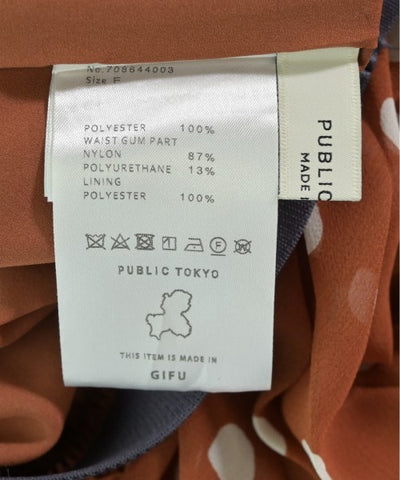 No.708644003
Size F
POLYESTER 100%
WAIST GUM PART
NYLON 87%
POLYURETHANE 13%
LINING
POLYESTER 100%
F
PUBLIC TOKYO
THIS ITEM IS MADE IN
GIFU
PUBLIC
MADE